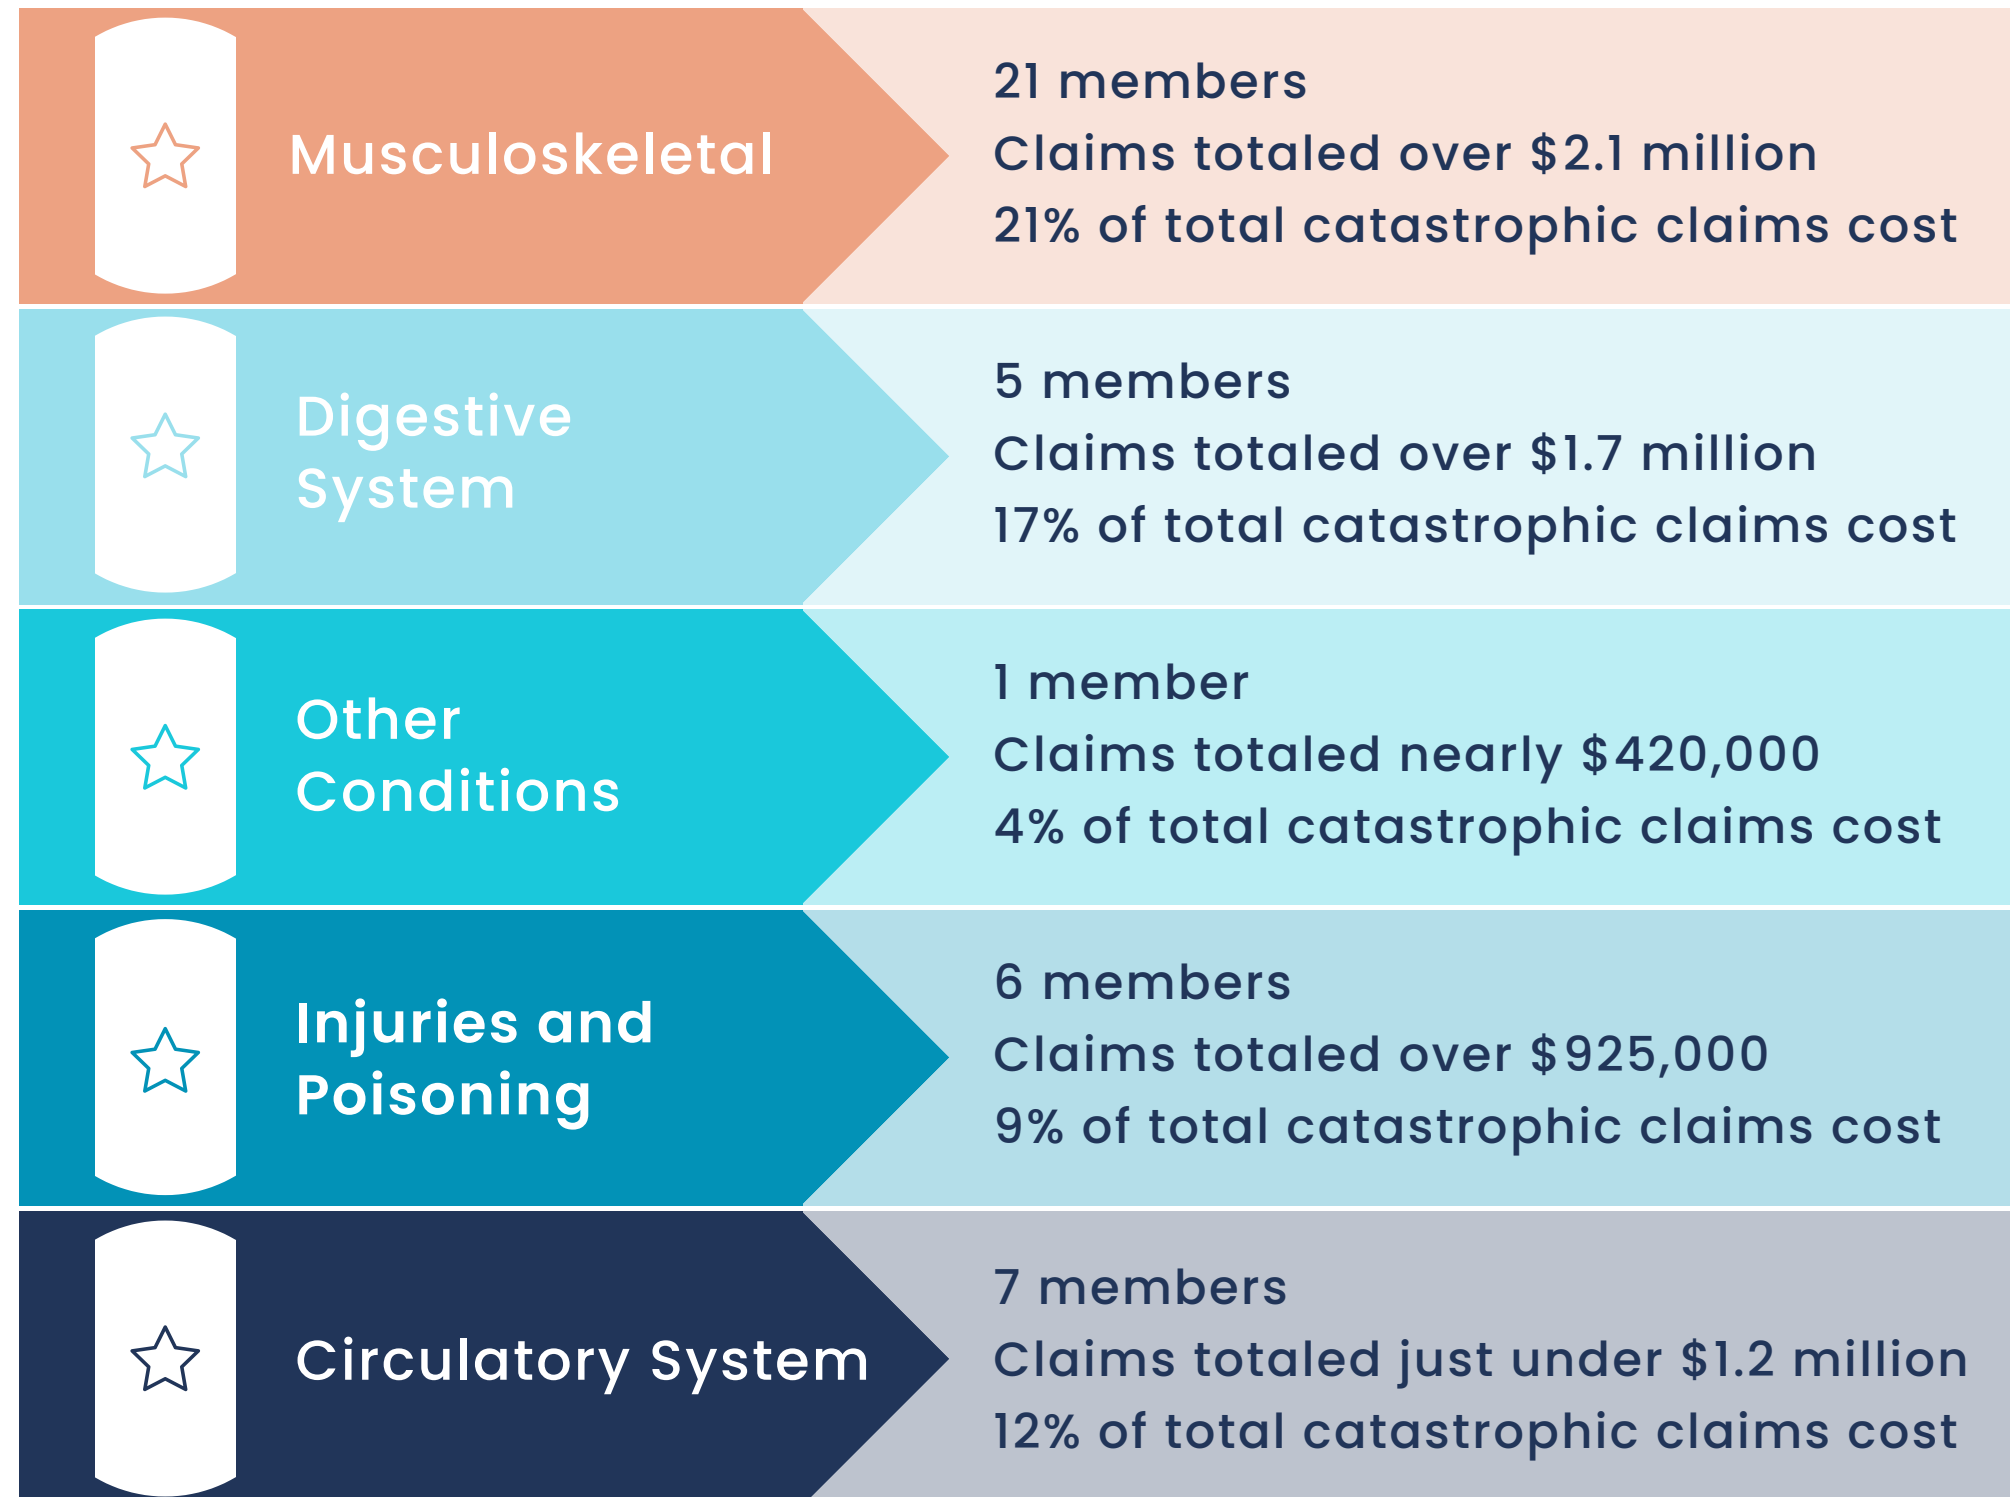 Musculoskeletal
21 members
Claims totaled over $2.1 million
21% of total catastrophic claims cost
Digestive
System
5 members
Claims totaled over $1.7 million
17% of total catastrophic claims cost
Other
Conditions
1 member
Claims totaled nearly $420,000
4% of total catastrophic claims cost
Injuries and
Poisoning
6 members
Claims totaled over $925,000
9% of total catastrophic claims cost
Circulatory System
7 members
Claims totaled just under $1.2 million
12% of total catastrophic claims cost